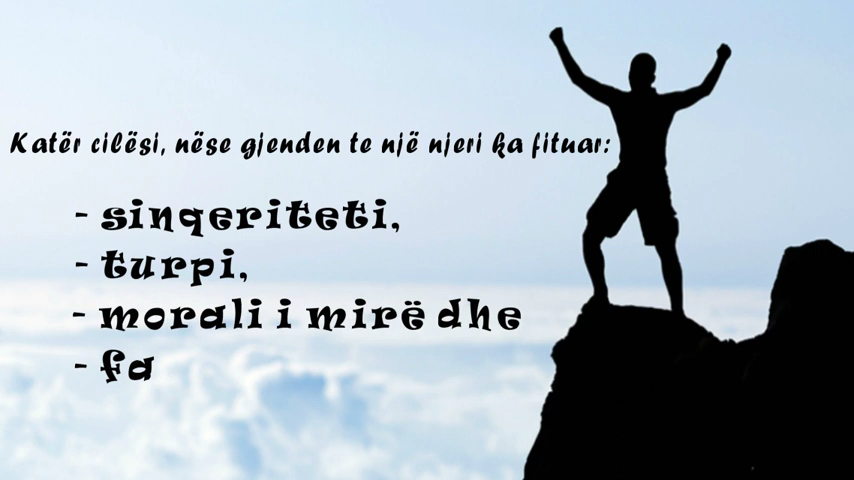 Katër cilësi, nëse gjenden te një njeri ka fituar:
- sinqeriteti,
- turpi,
- morali i mirë dhe
- fa